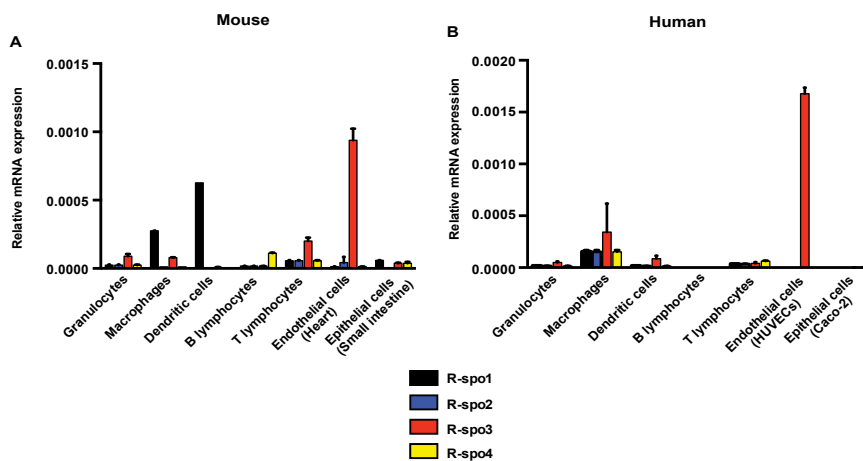 Mouse
A
Relative mRNA expression
0.0015
0.0010
0.0005
0.0000
Granulocytes
Macrophages
Dendritic cells
B lymphocytes
T lymphocytes
Endothelial cells
(Heart)
Epithelial cells
(Small intestine)
Human
B
Relative mRNA expression
0.0020
0.0015
0.0010
0.0005
0.0000
Granulocytes
Macrophages
Dendritic cells
B lymphocytes
T lymphocytes
Endothelial cells
(HUVECs)
Epithelial cells
(Caco-2)
R-spo1
R-spo2
R-spo3
R-spo4